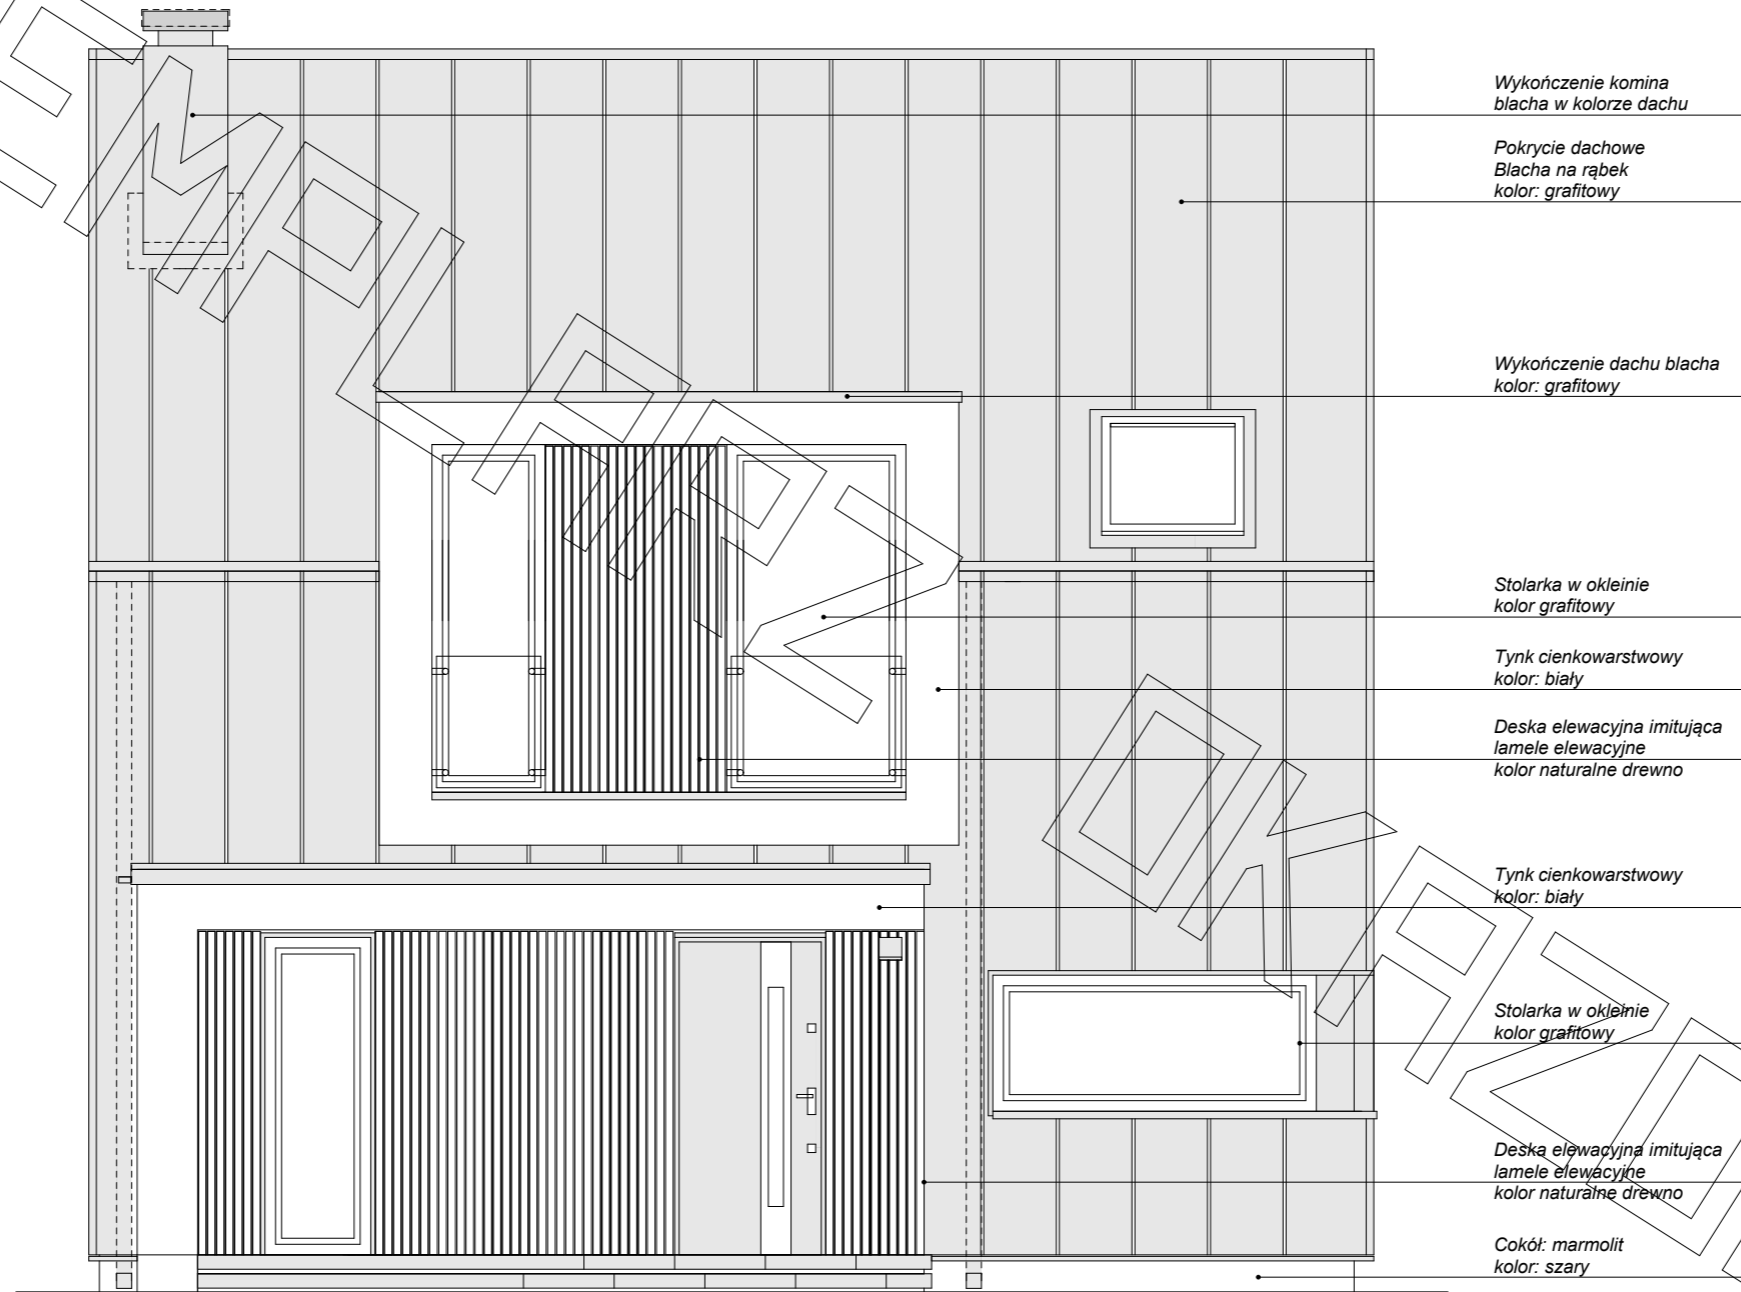 Wykończenie komina
blacha w kolorze dachu
Pokrycie dachowe
Blacha na rąbek
kolor: grafitowy
Wykończenie dachu blacha
kolor: grafitowy
Stolarka w okleinie
kolor grafitowy
Tynk cienkowarstwowy
kolor: biały
Deska elewacyjna imitująca
lamele elewacyjne
kolor naturalne drewno
Tynk cienkowarstwowy
kolor: biały
Stolarka w okleinie
kolor grafitowy
Deska elewacyjna imitująca
lamele elewacyjne
kolor naturalne drewno
Cokół: marmolit
kolor: szary